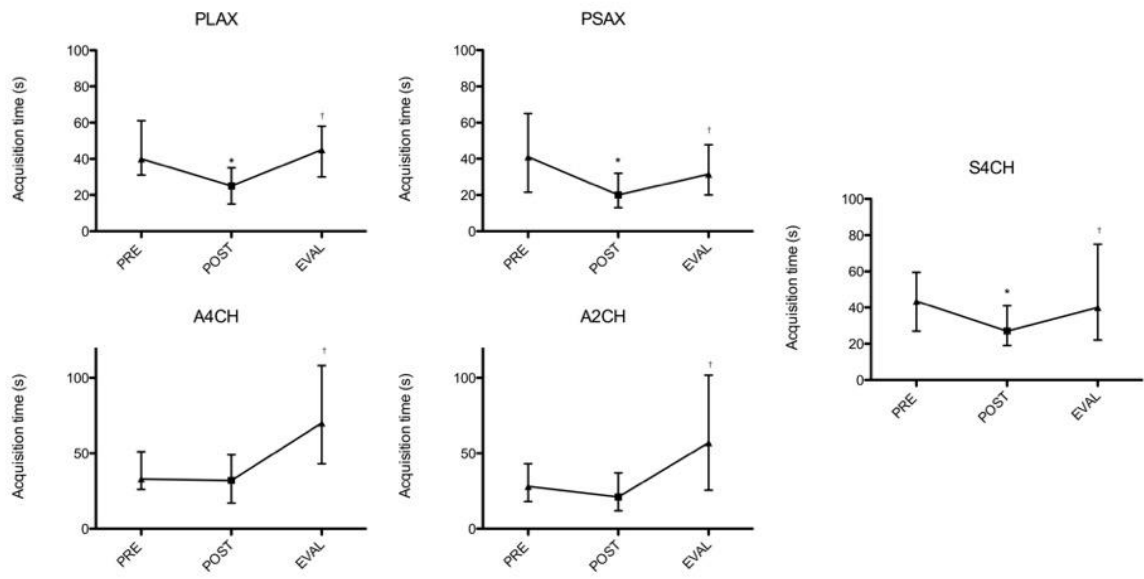 PLAX
Acquisition time (s)
100
80
60
40
20
0
*
†
PRE
POST
EVAL
PSAX
Acquisition time (s)
100
80
60
40
20
0
*
†
PRE
POST
EVAL
S4CH
Acquisition time (s)
100
80
60
40
20
0
*
†
PRE
POST
EVAL
A4CH
Acquisition time (s)
100
50
0
†
PRE
POST
EVAL
A2CH
Acquisition time (s)
100
50
0
†
PRE
POST
EVAL